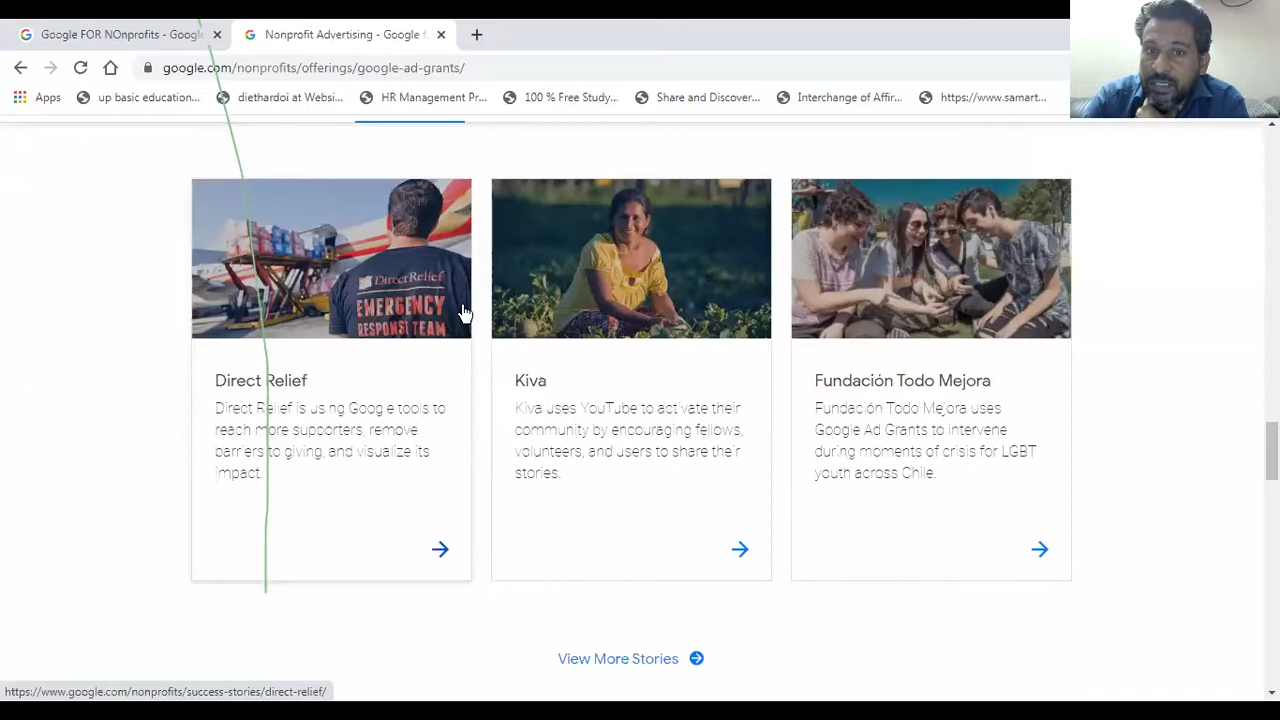 Google FOR NOnprofits - Googl
Nonprofit Advertising - Google f
google.com/nonprofits/offerings/google-ad-grants/
Apps
up basic education...
diethardoi at Websi...
HR Management Pr...
100 % Free Study...
Share and Discover...
Interchange of Affir...
https://www.samart...
DirectRelief
EMERGENCY
RESPONSE TEAM
Direct Relief
Direct Relief is using Google tools to
reach more supporters, remove
barriers to giving, and visualize its
impact.
Kiva
Kiva uses YouTube to activate their
community by encouraging fellows,
volunteers, and users to share their
stories.
Fundación Todo Mejora
Fundación Todo Mejora uses
Google Ad Grants to intervene
during moments of crisis for LGBT
youth across Chile.
View More Stories
https://www.google.com/nonprofits/success-stories/direct-relief/